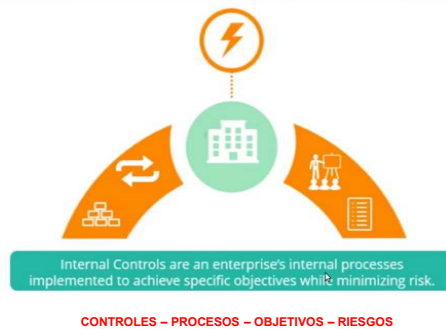 Internal Controls are an enterprise's internal processes
implemented to achieve specific objectives while minimizing risk.
CONTROLES – PROCESOS – OBJETIVOS – RIESGOS